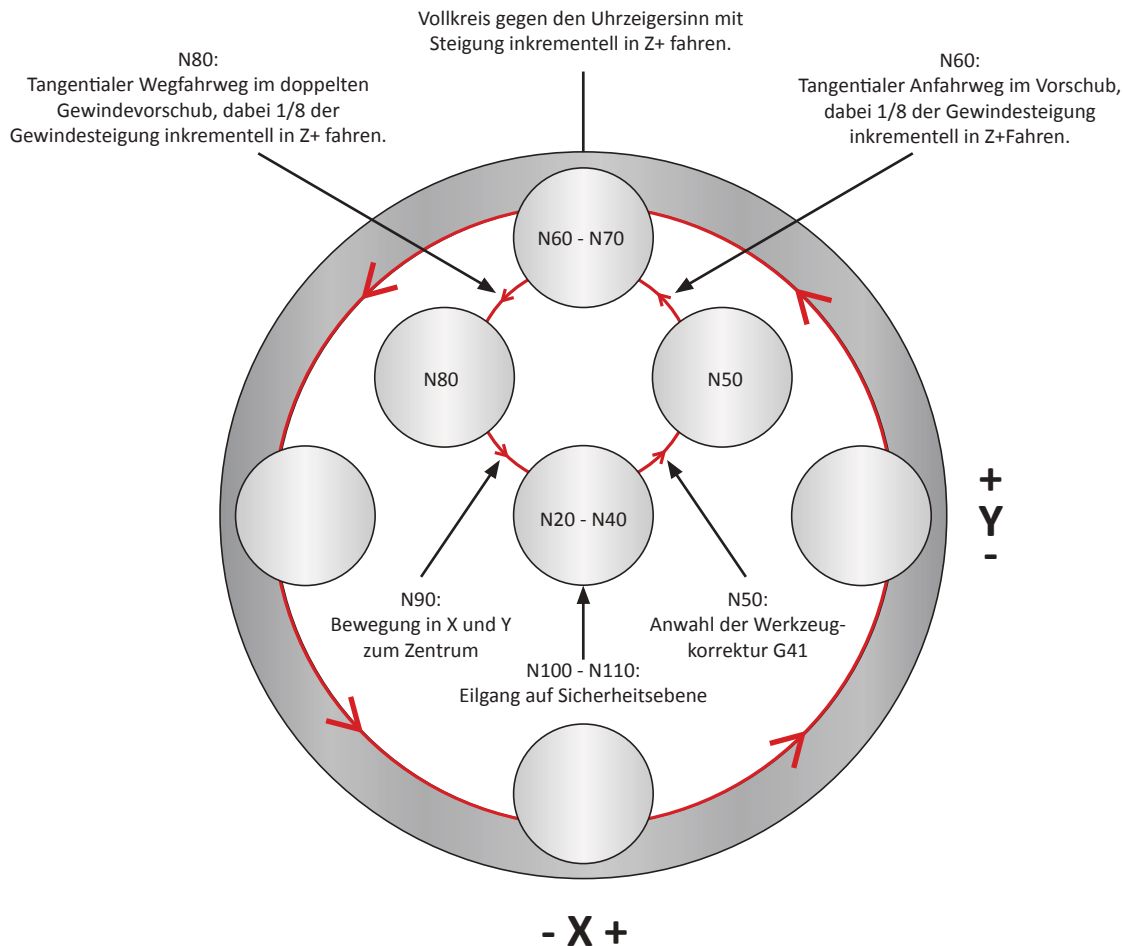 Vollkreis gegen den Uhrzeigersinn mit
Steigung inkrementell in Z+ fahren.
N80:
Tangentialer Wegfahrweg im doppelten
Gewindevorschub, dabei 1/8 der
Gewindesteigung inkrementell in Z+ fahren.
N60:
Tangentialer Anfahrweg im Vorschub,
dabei 1/8 der Gewindesteigung
inkrementell in Z+Fahren.
N60 - N70
N80
N50
N20 - N40
+
Y
-
N90:
Bewegung in X und Y
zum Zentrum
N50:
Anwahl der Werkzeug-
korrektur G41
N100 - N110:
Eilgang auf Sicherheitsebene
- X +